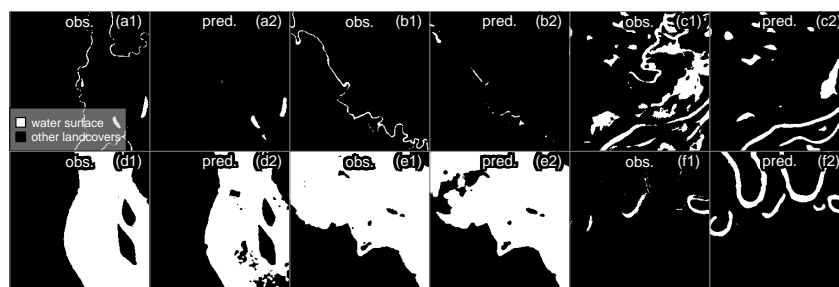 obs. (a1) pred. (a2) obs. (b1) pred. (b2) obs. (c1) pred. (c2)
water surface
other landcovers
obs. (d1) pred. (d2) obs. (e1) pred. (e2) obs. (f1) pred. (f2)